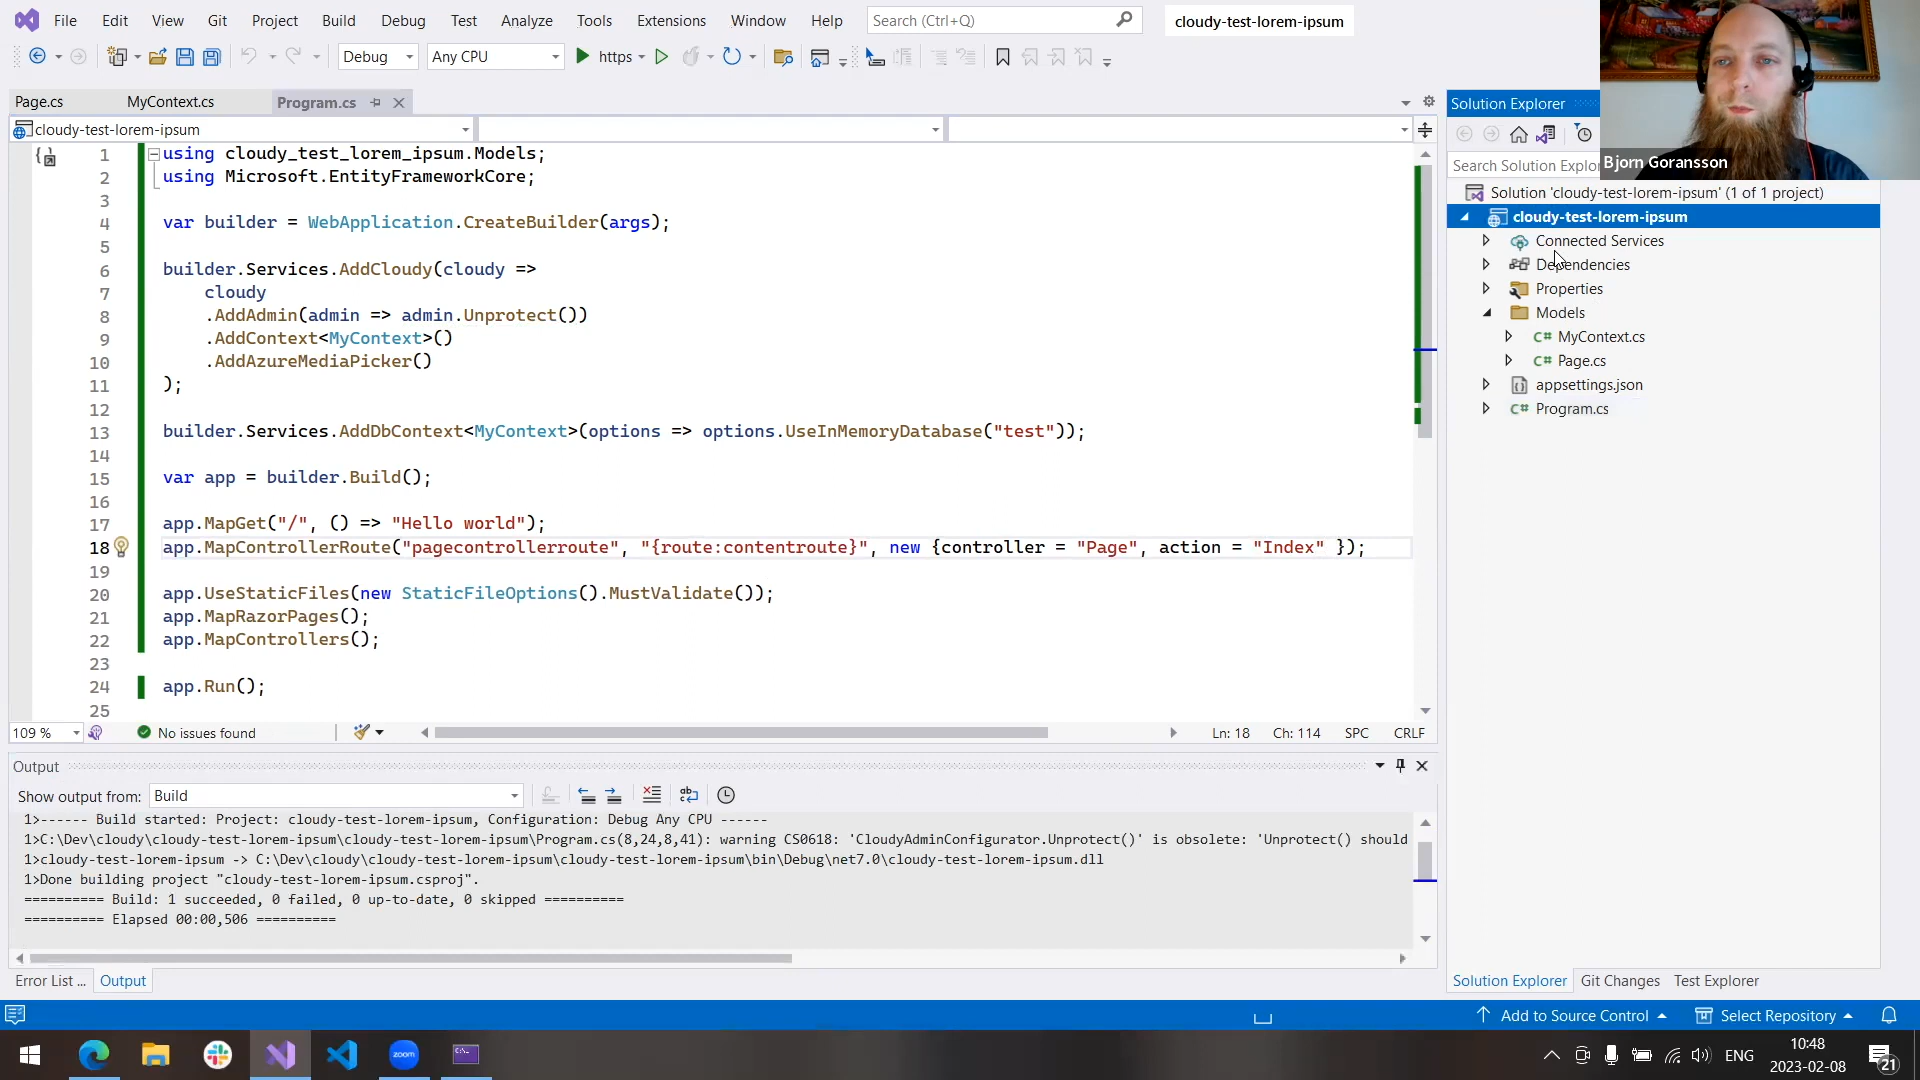 File Edit View Git Project Build Debug Test Analyze Tools Extensions Window Help Search (Ctrl+Q) cloudy-test-lorem-ipsum
Debug Any CPU https
Page.cs MyContext.cs Program.cs
cloudy-test-lorem-ipsum
1 using cloudy_test_lorem_ipsum.Models;
2 using Microsoft.EntityFrameworkCore;
3
4 var builder = WebApplication.CreateBuilder(args);
5
6 builder.Services.AddCloudy(cloudy =>
7 cloudy
8 .AddAdmin(admin => admin.Unprotect())
9 .AddContext<MyContext>()
10 .AddAzureMediaPicker()
11 );
12
13 builder.Services.AddDbContext<MyContext>(options => options.UseInMemoryDatabase("test"));
14
15 var app = builder.Build();
16
17 app.MapGet("/", () => "Hello world");
18 app.MapControllerRoute("pagecontrollerroute", "{route:contentroute}", new {controller = "Page", action = "Index" });
19
20 app.UseStaticFiles(new StaticFileOptions().MustValidate());
21 app.MapRazorPages();
22 app.MapControllers();
23
24 app.Run();
25
109 % No issues found Ln: 18 Ch: 114 SPC CRLF
Output
Show output from: Build
1>------ Build started: Project: cloudy-test-lorem-ipsum, Configuration: Debug Any CPU ------
1>C:\Dev\cloudy\cloudy-test-lorem-ipsum\cloudy-test-lorem-ipsum\Program.cs(8,24,8,41): warning CS0618: 'CloudyAdminConfigurator.Unprotect()' is obsolete: 'Unprotect() should
1>cloudy-test-lorem-ipsum -> C:\Dev\cloudy\cloudy-test-lorem-ipsum\cloudy-test-lorem-ipsum\bin\Debug\net7.0\cloudy-test-lorem-ipsum.dll
1>Done building project "cloudy-test-lorem-ipsum.csproj".
========== Build: 1 succeeded, 0 failed, 0 up-to-date, 0 skipped ==========
========== Elapsed 00:00,506 ==========
Error List ... Output
Solution Explorer
Search Solution Explo
Bjorn Goransson
Solution 'cloudy-test-lorem-ipsum' (1 of 1 project)
cloudy-test-lorem-ipsum
Connected Services
Dependencies
Properties
Models
C# MyContext.cs
C# Page.cs
appsettings.json
C# Program.cs
Solution Explorer Git Changes Test Explorer
Add to Source Control Select Repository
zoom
ENG
10:48
2023-02-08
21